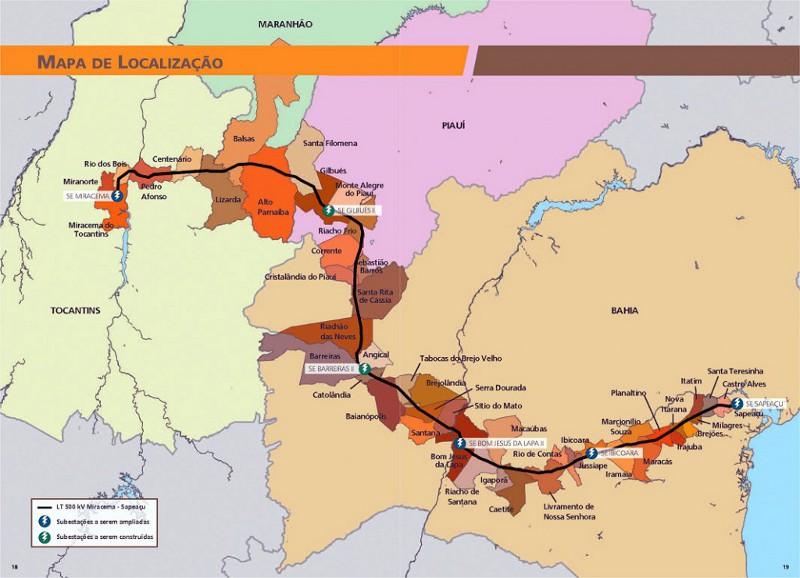 MARANHÃO
MAPA DE LOCALIZAÇÃO
PIAUÍ
Balsas
Santa Filomena
Centenário
Rio dos Bois
Gilbués
Miranorte
Pedro
Afonso
Monte Alegre
do Piauí
SE MIRACEMA
Lizarda
Alto
Parnaíba
SE GILBUÉS II
Miracema do
Tocantins
Riacho Frio
Corrente
Sebastião
Barros
Cristalândia do Piauí
Santa Rita
de Cássia
TOCANTINS
BAHIA
Riachão
das Neves
Barreiras
Angical
Tabocas do Brejo Velho
SE BARREIRAS II
Catolândia
Brejolândia
Serra Dourada
Sítio do Mato
Baianópolis
Santana
Macaúbas
SE BOM JESUS DA LAPA II
Bom Jesus
da Lapa
Rio de Contas
Riacho de
Santana
Igaporã
Caetité
Livramento de
Nossa Senhora
Ibicoara
SE IBICOARA
Jussiape
Iramaia
Marcionílio
Souza
Maracás
Planaltino
Nova
Itarana
Irajuba
Brejões
Milagres
Itatim
Santa Teresinha
Castro Alves
SE SAPEAÇU
Sapeaçu
LT 500 kV Miracema - Sapeaçu
Subestações a serem ampliadas
Subestações a serem construídas
18
19